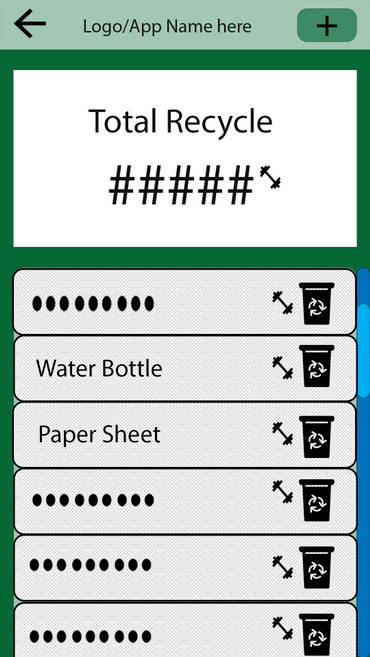 Logo/App Name here
+
Total Recycle
#####
Water Bottle
Paper Sheet